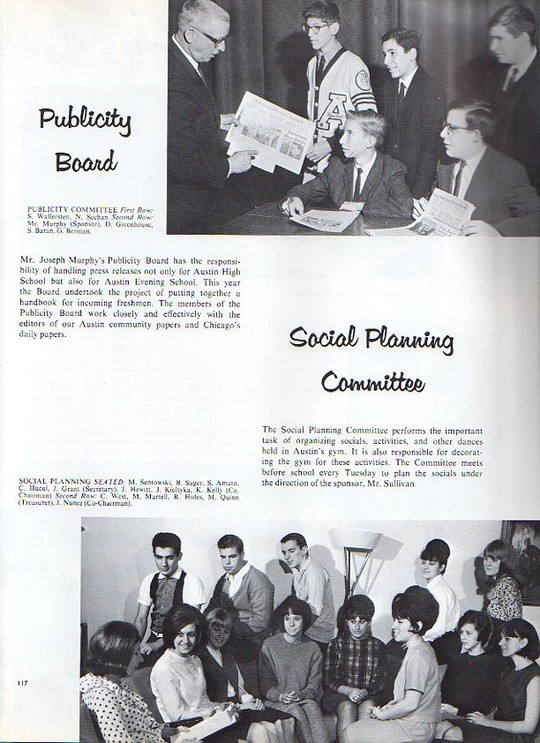 Publicity
Board
A
PUBLICITY COMMITTEE First Row:
S. Wallersten, N. Sechan Second Row:
Mr. Murphy (Sponsor), D. Greenhouse,
S. Baran, G. Berman.
Mr. Joseph Murphy's Publicity Board has the responsi-
bility of handling press releases not only for Austin High
School but also for Austin Evening School. This year
the Board undertook the project of putting together a
handbook for incoming freshmen. The members of the
Publicity Board work closely and effectively with the
editors of our Austin community papers and Chicago's
daily papers.
Social Planning
Committee
The Social Planning Committee performs the important
task of organizing socials, activities, and other dances
held in Austin's gym. It is also responsible for decorat-
ing the gym for these activities. The Committee meets
before school every Tuesday to plan the socials under
the direction of the sponsor, Mr. Sullivan.
SOCIAL PLANNING SEATED: M. Sentowski, B. Sager, S. Amato,
C. Hucul, J. Grant (Secretary), J. Hewitt, J. Kieltyka, K. Kelly (Co.
Chairman) Second Row: C. West, M. Martell, R. Hides, M. Quinn
(Treasurer), J. Nunez (Co-Chairman).
117